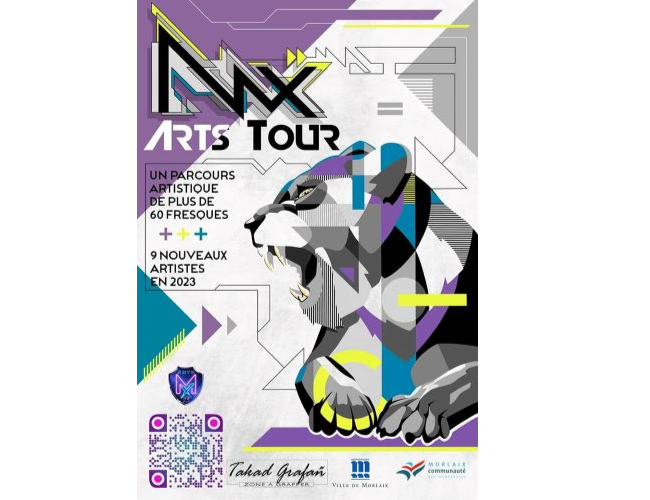 MX
ARTS TOUR
UN PARCOURS
ARTISTIQUE
DE PLUS DE
60 FRESQUES
+ + +
9 NOUVEAUX
ARTISTES
EN 2023
Takad Grafañ
ZONE À GRAFFER
VILLE DE MORLAIX
MORLAIX
communauté